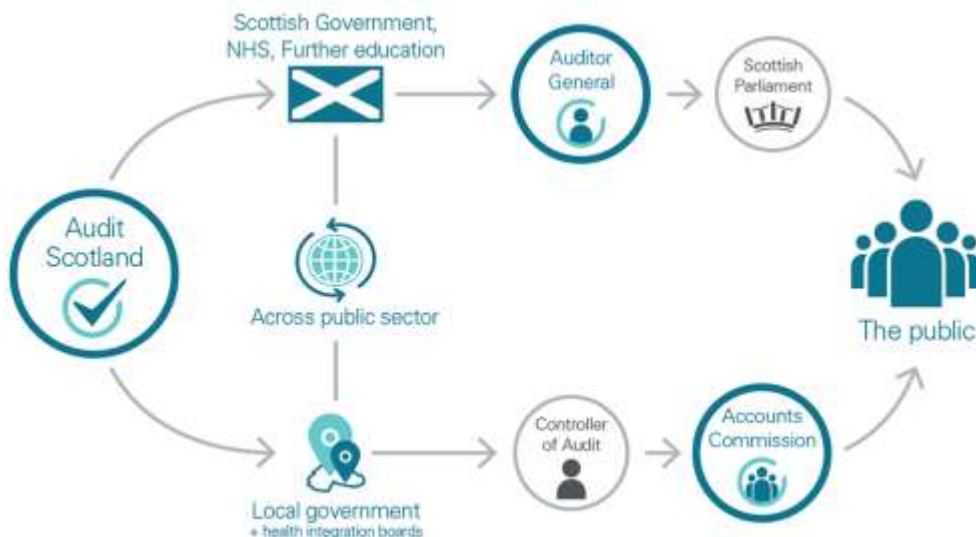 Scottish Government,
NHS, Further education
Auditor
General
Scottish
Parliament
Audit
Scotland
Across public sector
The public
Local government
+ health integration boards
Controller
of Audit
Accounts
Commission